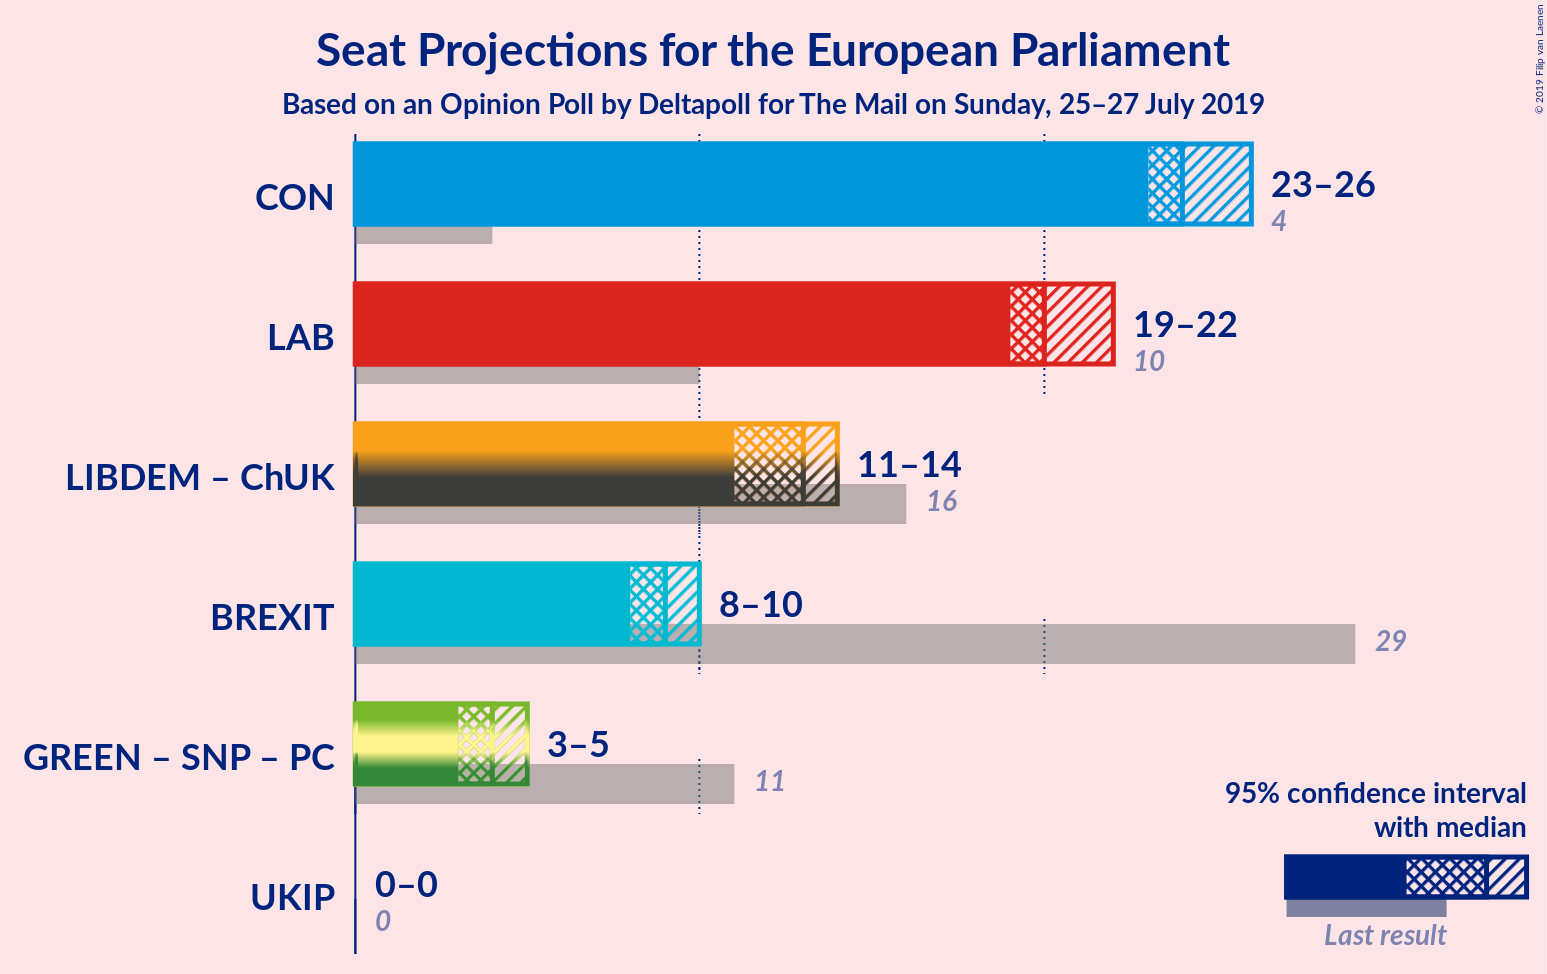 Seat Projections for the European Parliament
Based on an Opinion Poll by Deltapoll for The Mail on Sunday, 25–27 July 2019
© 2019 Filip van Laenen
CON
23–26
4
LAB
19–22
10
LIBDEM – ChUK
11–14
16
BREXIT
8–10
29
GREEN – SNP – PC
3–5
11
UKIP
0–0
0
95% confidence interval
with median
Last result